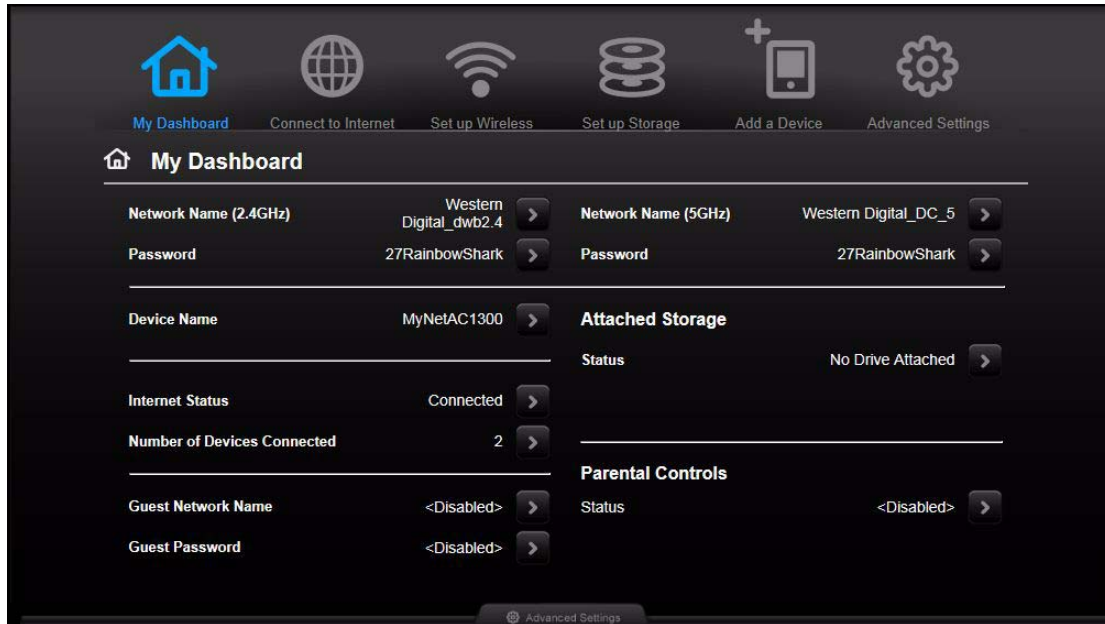 My Dashboard
Connect to Internet
Set up Wireless
Set up Storage
Add a Device
Advanced Settings
My Dashboard
Network Name (2.4GHz)
Western
Digital_dwb2.4
Password
27RainbowShark
Network Name (5GHz)
Western Digital_DC_5
Password
27RainbowShark
Device Name
MyNetAC1300
Internet Status
Connected
Number of Devices Connected
2
Guest Network Name
<Disabled>
Guest Password
<Disabled>
Attached Storage
Status
No Drive Attached
Parental Controls
Status
<Disabled>
Advanced Settings